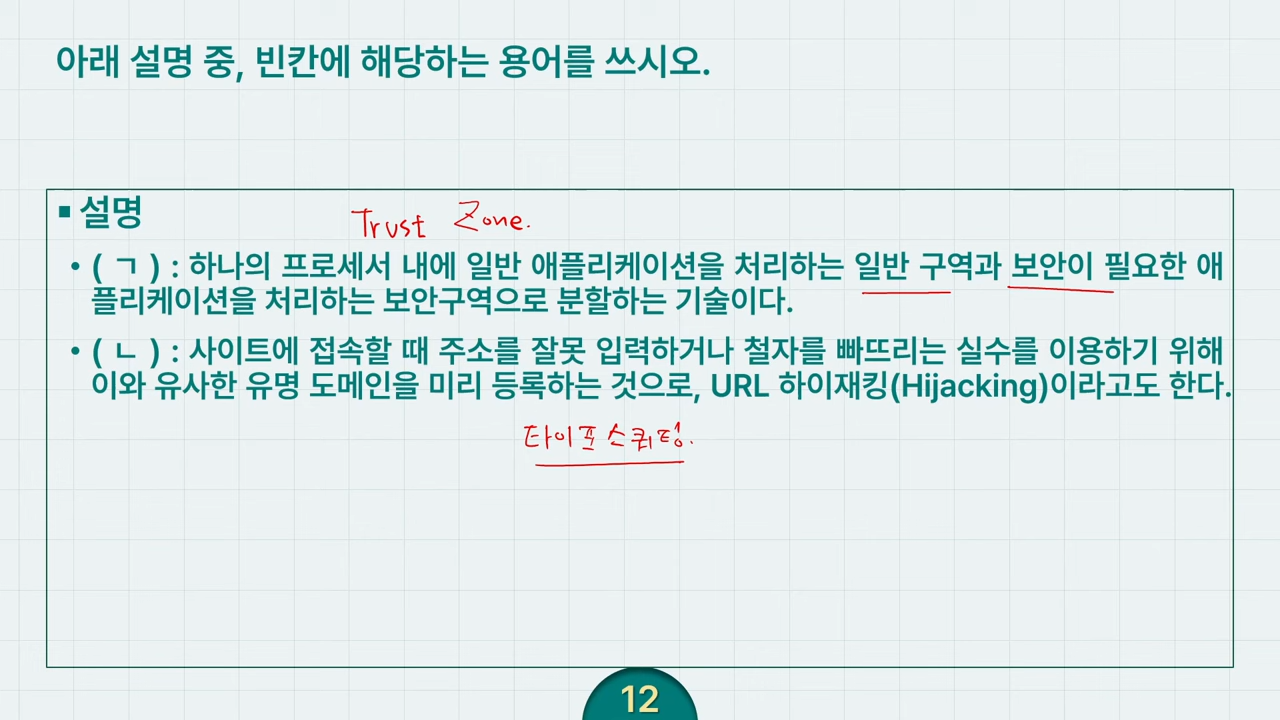 아래 설명 중, 빈칸에 해당하는 용어를 쓰시오.
▪ 설명
Trust Zone.
• ( ㄱ ) : 하나의 프로세서 내에 일반 애플리케이션을 처리하는 일반 구역과 보안이 필요한 애
플리케이션을 처리하는 보안구역으로 분할하는 기술이다.
• ( ㄴ ) : 사이트에 접속할 때 주소를 잘못 입력하거나 철자를 빠뜨리는 실수를 이용하기 위해
이와 유사한 유명 도메인을 미리 등록하는 것으로, URL 하이재킹(Hijacking)이라고도 한다.
타이포스쿼팅.
12